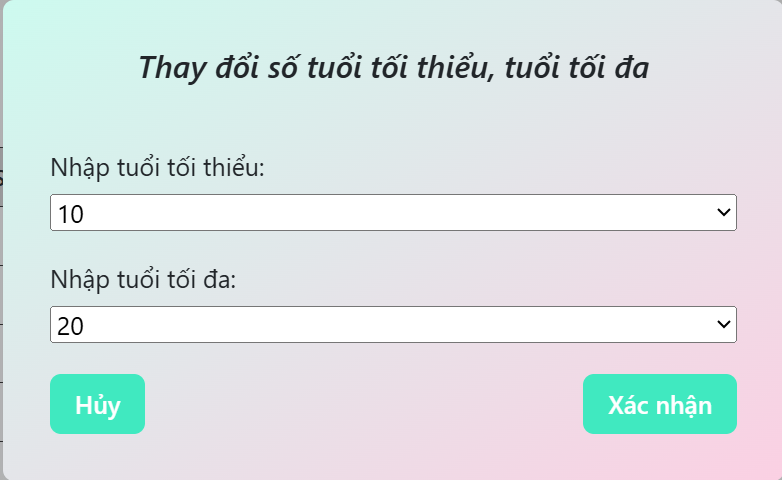 Thay đổi số tuổi tối thiểu, tuổi tối đa
Nhập tuổi tối thiểu:
10
Nhập tuổi tối đa:
20
Hủy Xác nhận